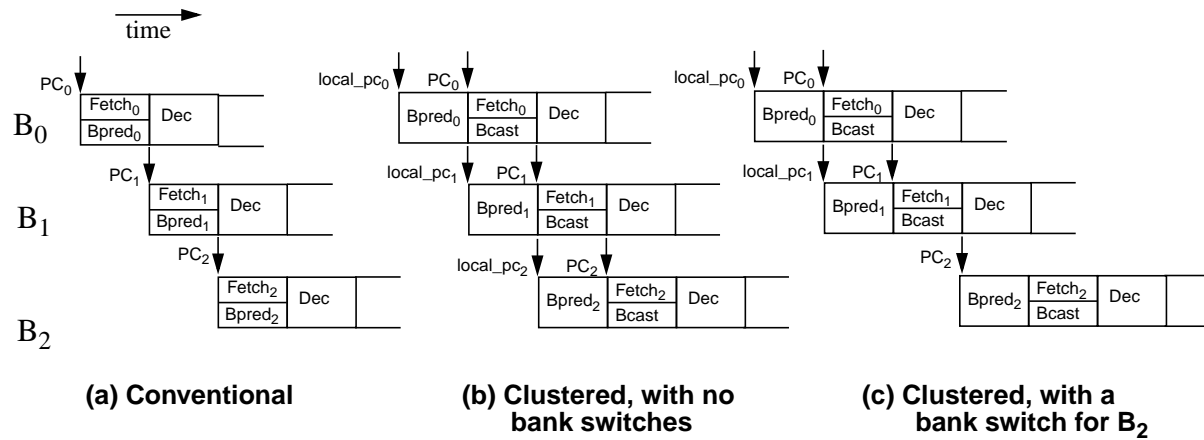 time
PC0
local_pc0
PC0
local_pc0
PC0
B0
Fetch0
Bpred0
Dec
Bpred0
Fetch0
Bcast
Dec
Bpred0
Fetch0
Bcast
Dec
PC1
local_pc1
PC1
local_pc1
PC1
B1
Fetch1
Bpred1
Dec
Bpred1
Fetch1
Bcast
Dec
Bpred1
Fetch1
Bcast
Dec
PC2
local_pc2
PC2
PC2
B2
Fetch2
Bpred2
Dec
Bpred2
Fetch2
Bcast
Dec
Bpred2
Fetch2
Bcast
Dec
(a) Conventional
(b) Clustered, with no
bank switches
(c) Clustered, with a
bank switch for B2